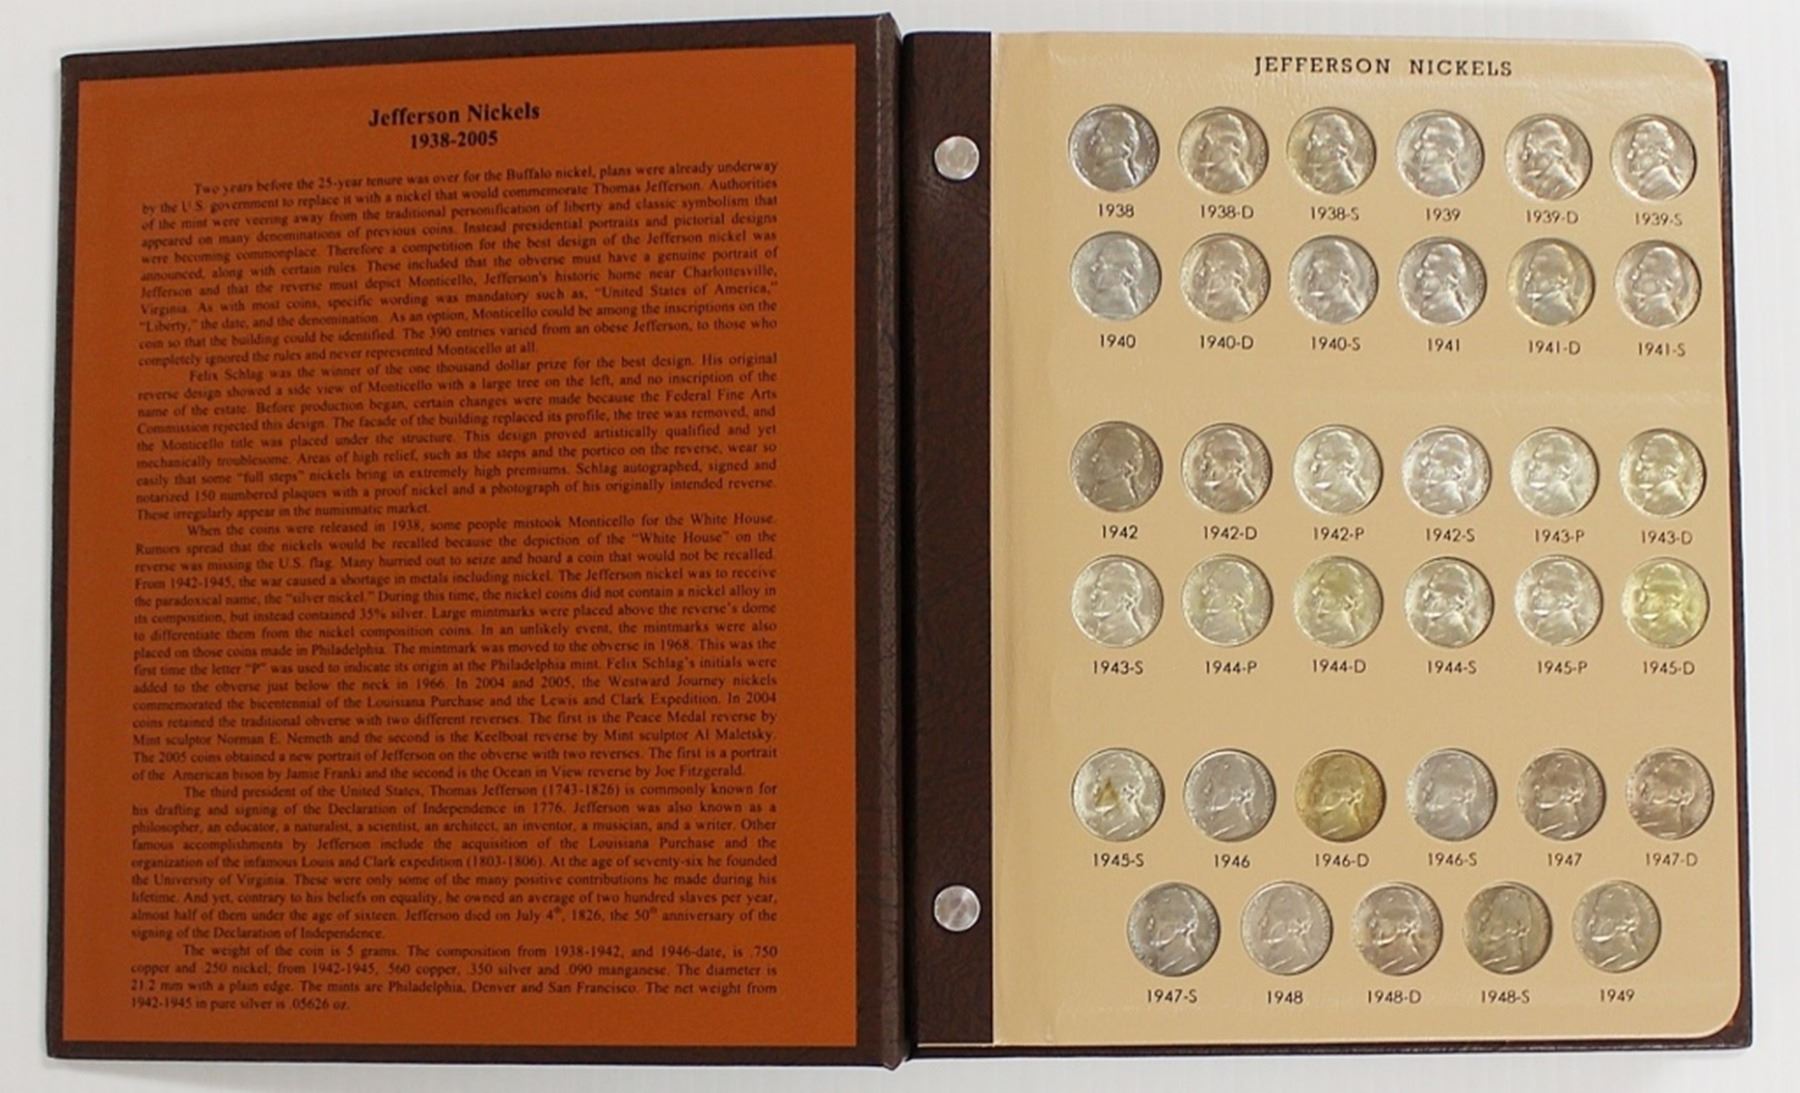 Jefferson Nickels
1938-2005
Two years before the 25-year tenure was over for the Buffalo nickel, plans were already underway
by the U.S. government to replace it with a nickel that would commemorate Thomas Jefferson. Authorities
of the mint were veering away from the traditional personification of liberty and classic symbolism that
appeared on many denominations of previous coins. Instead presidential portraits and pictorial designs
were becoming commonplace. Therefore a competition for the best design of the Jefferson nickel was
announced, along with certain rules. These included that the obverse must have a genuine portrait of
Jefferson and that the reverse must depict Monticello, Jefferson's historic home near Charlottesville,
Virginia. As with most coins, specific wording was mandatory such as, "United States of America,"
"Liberty," the date, and the denomination. As an option, Monticello could be among the inscriptions on the
coin so that the building could be identified. The 390 entries varied from an obese Jefferson, to those who
completely ignored the rules and never represented Monticello at all.
Felix Schlag was the winner of the one thousand dollar prize for the best design. His original
reverse design showed a side view of Monticello with a large tree on the left, and no inscription of the
name of the estate. Before production began, certain changes were made because the Federal Fine Arts
Commission rejected this design. The facade of the building replaced its profile, the tree was removed, and
the Monticello title was placed under the structure. This design proved artistically qualified and yet
mechanically troublesome. Areas of high relief, such as the steps and the portico on the reverse, wear so
easily that some "full steps" nickels bring in extremely high premiums. Schlag autographed, signed and
notarized 150 numbered plaques with a proof nickel and a photograph of his originally intended reverse.
These irregularly appear in the numismatic market.
When the coins were released in 1938, some people mistook Monticello for the White House.
Rumors spread that the nickels would be recalled because the depiction of the "White House" on the
reverse was missing the U.S. flag. Many hurried out to seize and hoard a coin that would not be recalled.
From 1942-1945, the war caused a shortage in metals including nickel. The Jefferson nickel was to receive
the paradoxical name, the "silver nickel." During this time, the nickel coins did not contain a nickel alloy in
its composition, but instead contained 35% silver. Large mintmarks were placed above the reverse's dome
to differentiate them from the nickel composition coins. In an unlikely event, the mintmarks were also
placed on those coins made in Philadelphia. The mintmark was moved to the obverse in 1968. This was the
first time the letter "P" was used to indicate its origin at the Philadelphia mint. Felix Schlag's initials were
added to the obverse just below the neck in 1966. In 2004 and 2005, the Westward Journey nickels
commemorated the bicentennial of the Louisiana Purchase and the Lewis and Clark Expedition. In 2004
coins retained the traditional obverse with two different reverses. The first is the Peace Medal reverse by
Mint sculptor Norman E. Nemeth and the second is the Keelboat reverse by Mint sculptor Al Maletsky.
The 2005 coins obtained a new portrait of Jefferson on the obverse with two reverses. The first is a portrait
of the American bison by Jamie Franki and the second is the Ocean in View reverse by Joe Fitzgerald.
The third president of the United States, Thomas Jefferson (1743-1826) is commonly known for
his drafting and signing of the Declaration of Independence in 1776. Jefferson was also known as a
philosopher, an educator, a naturalist, a scientist, an architect, an inventor, a musician, and a writer. Other
famous accomplishments by Jefferson include the acquisition of the Louisiana Purchase and the
organization of the infamous Louis and Clark expedition (1803-1806). At the age of seventy-six he founded
the University of Virginia. These were only some of the many positive contributions he made during his
lifetime. And yet, contrary to his beliefs on equality, he owned an average of two hundred slaves per year,
almost half of them under the age of sixteen. Jefferson died on July 4th, 1826, the 50th anniversary of the
signing of the Declaration of Independence.
The weight of the coin is 5 grams. The composition from 1938-1942, and 1946-date, is .750
copper and .250 nickel; from 1942-1945, .560 copper, .350 silver and .090 manganese. The diameter is
21.2 mm with a plain edge. The mints are Philadelphia, Denver and San Francisco. The net weight from
1942-1945 in pure silver is .05626 oz.
JEFFERSON NICKELS
1938 1938-D 1938-S 1939 1939-D 1939-S
1940 1940-D 1940-S 1941 1941-D 1941-S
1942 1942-D 1942-P 1942-S 1943-P 1943-D
1943-S 1944-P 1944-D 1944-S 1945-P 1945-D
1945-S 1946 1946-D 1946-S 1947 1947-D
1947-S 1948 1948-D 1948-S 1949